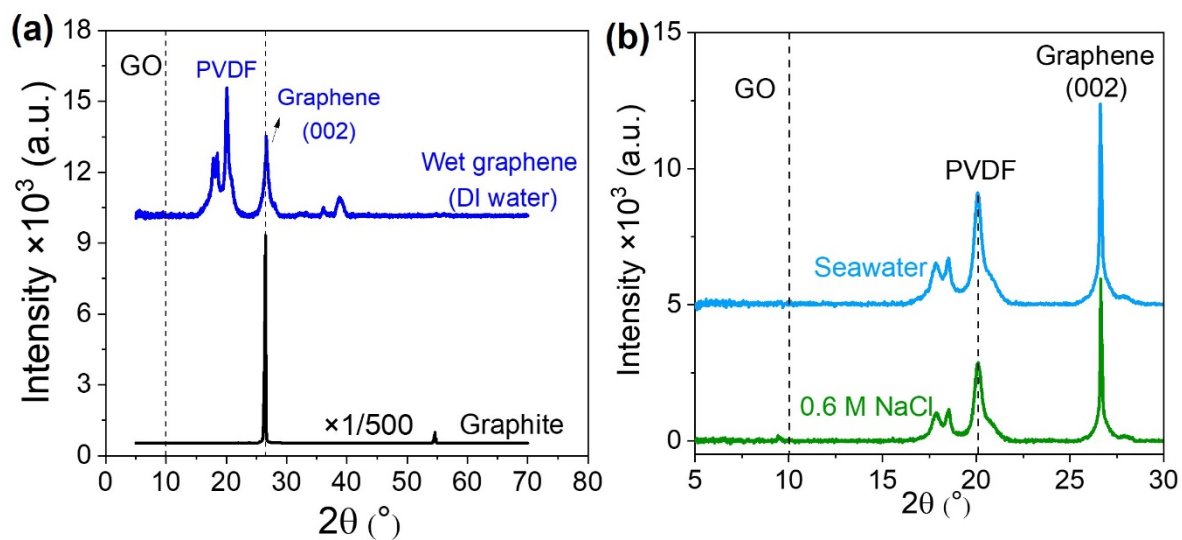 (a)
18
15
12
9
6
3
0
Intensity ×10³ (a.u.)
GO
PVDF
Graphene
(002)
Wet graphene
(DI water)
×1/500
Graphite
0 10 20 30 40 50 60 70 80
2θ (°)
(b)
15
10
5
0
Intensity ×10³ (a.u.)
GO
Graphene
(002)
PVDF
Seawater
0.6 M NaCl
5 10 15 20 25 30
2θ (°)